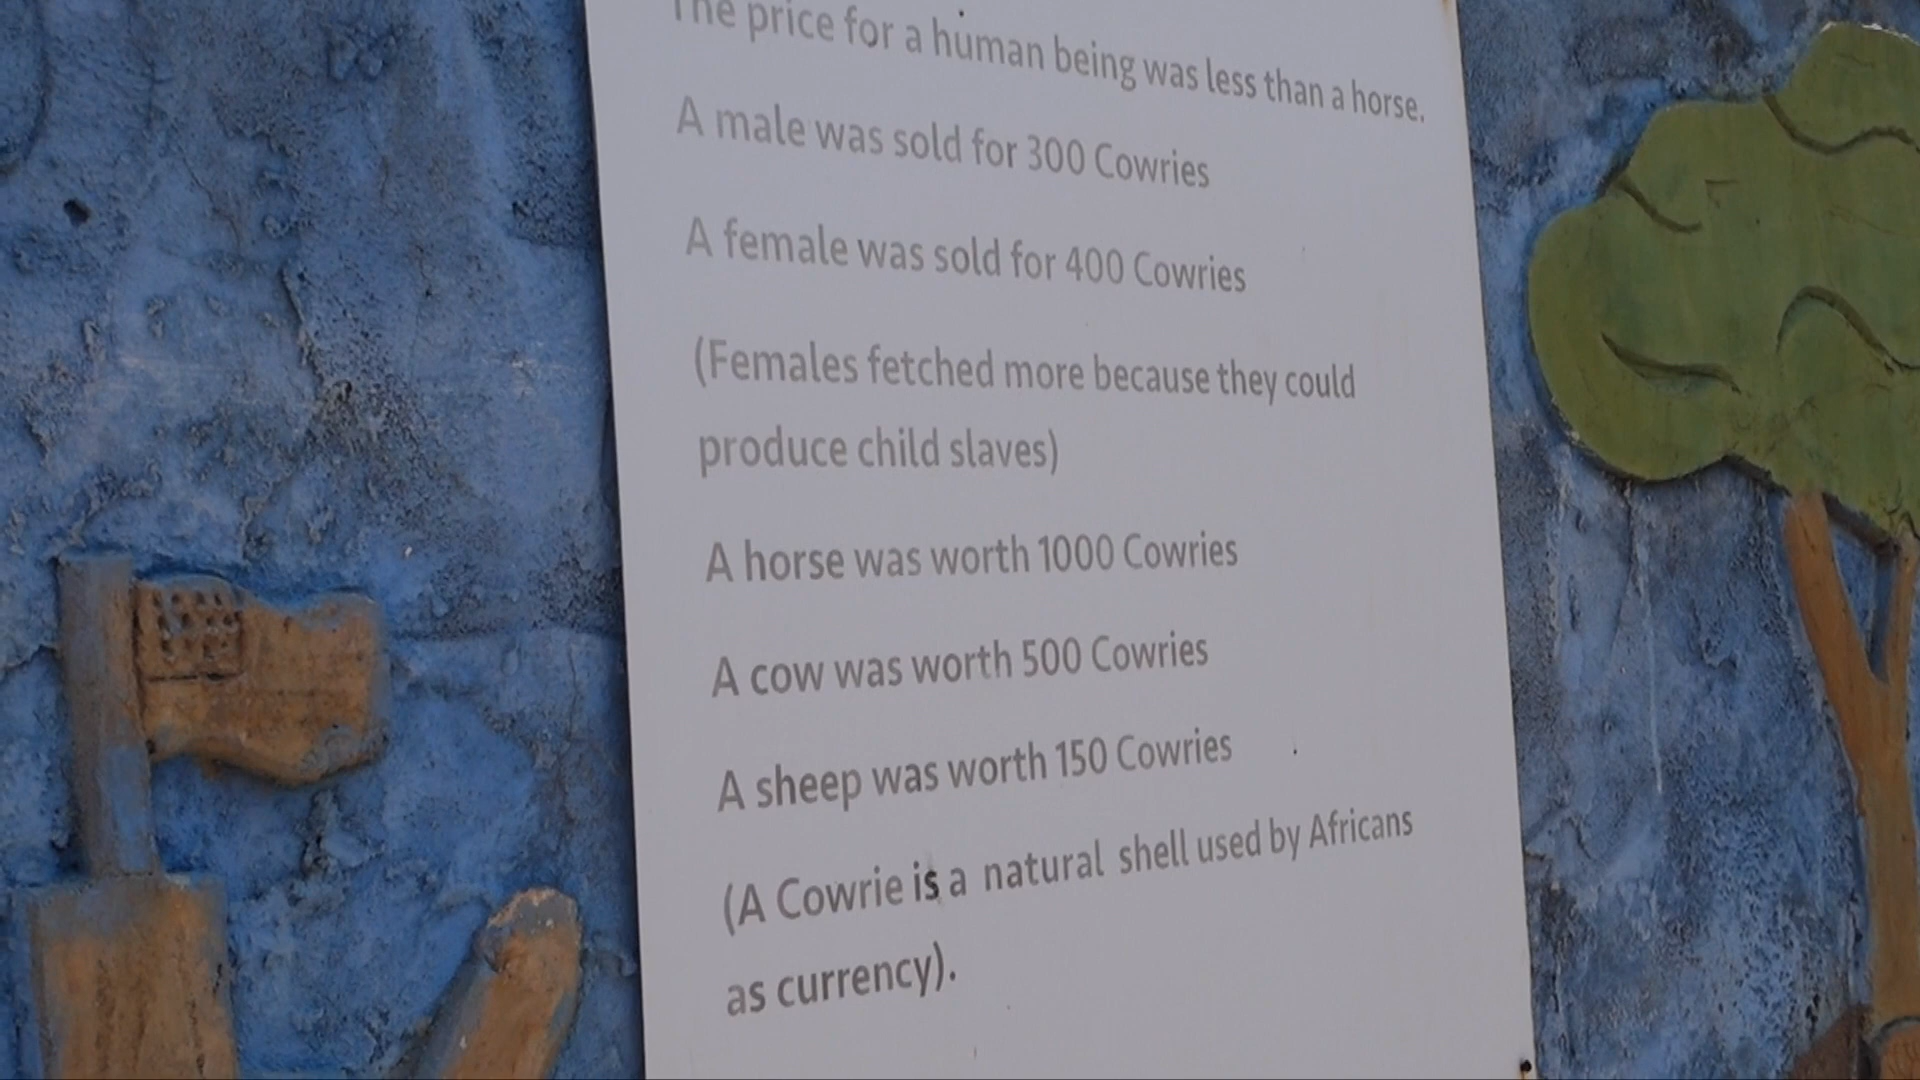 The price for a human being was less than a horse.
A male was sold for 300 Cowries
A female was sold for 400 Cowries
(Females fetched more because they could
produce child slaves)
A horse was worth 1000 Cowries
A cow was worth 500 Cowries
A sheep was worth 150 Cowries
(A Cowrie is a natural shell used by Africans
as currency).